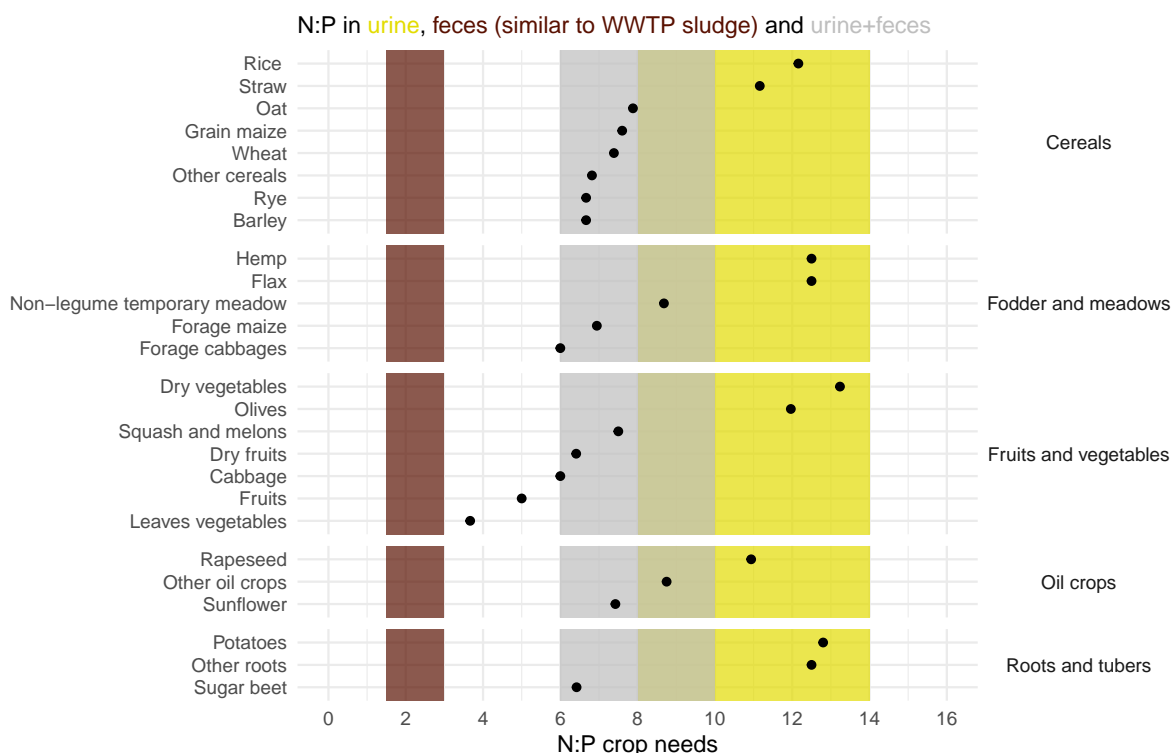 N:P in urine, feces (similar to WWTP sludge) and urine+feces
Rice
Straw
Oat
Grain maize
Wheat
Other cereals
Rye
Barley
Cereals
Hemp
Flax
Non−legume temporary meadow
Forage maize
Forage cabbages
Fodder and meadows
Dry vegetables
Olives
Squash and melons
Dry fruits
Cabbage
Fruits
Leaves vegetables
Fruits and vegetables
Rapeseed
Other oil crops
Sunflower
Oil crops
Potatoes
Other roots
Sugar beet
Roots and tubers
0 2 4 6 8 10 12 14 16
N:P crop needs